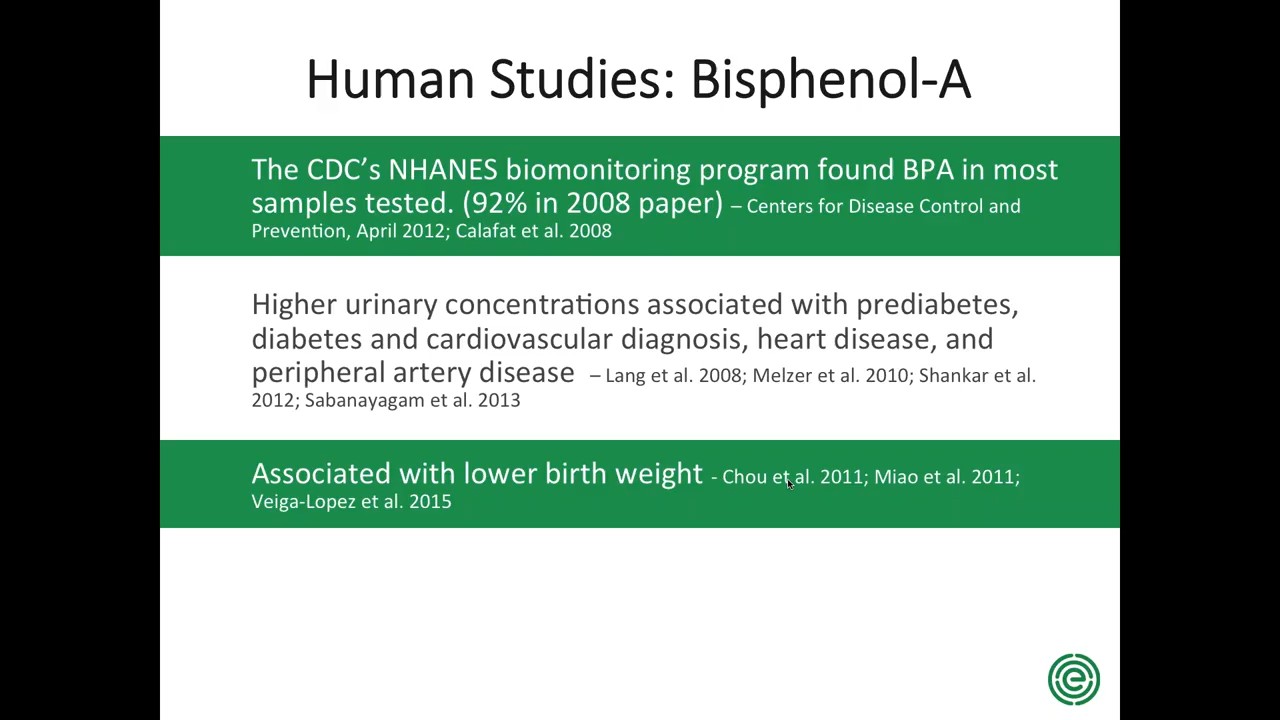 Human Studies: Bisphenol-A
The CDC’s NHANES biomonitoring program found BPA in most
samples tested. (92% in 2008 paper) – Centers for Disease Control and
Prevention, April 2012; Calafat et al. 2008
Higher urinary concentrations associated with prediabetes,
diabetes and cardiovascular diagnosis, heart disease, and
peripheral artery disease – Lang et al. 2008; Melzer et al. 2010; Shankar et al.
2012; Sabanayagam et al. 2013
Associated with lower birth weight - Chou et al. 2011; Miao et al. 2011;
Veiga-Lopez et al. 2015
e